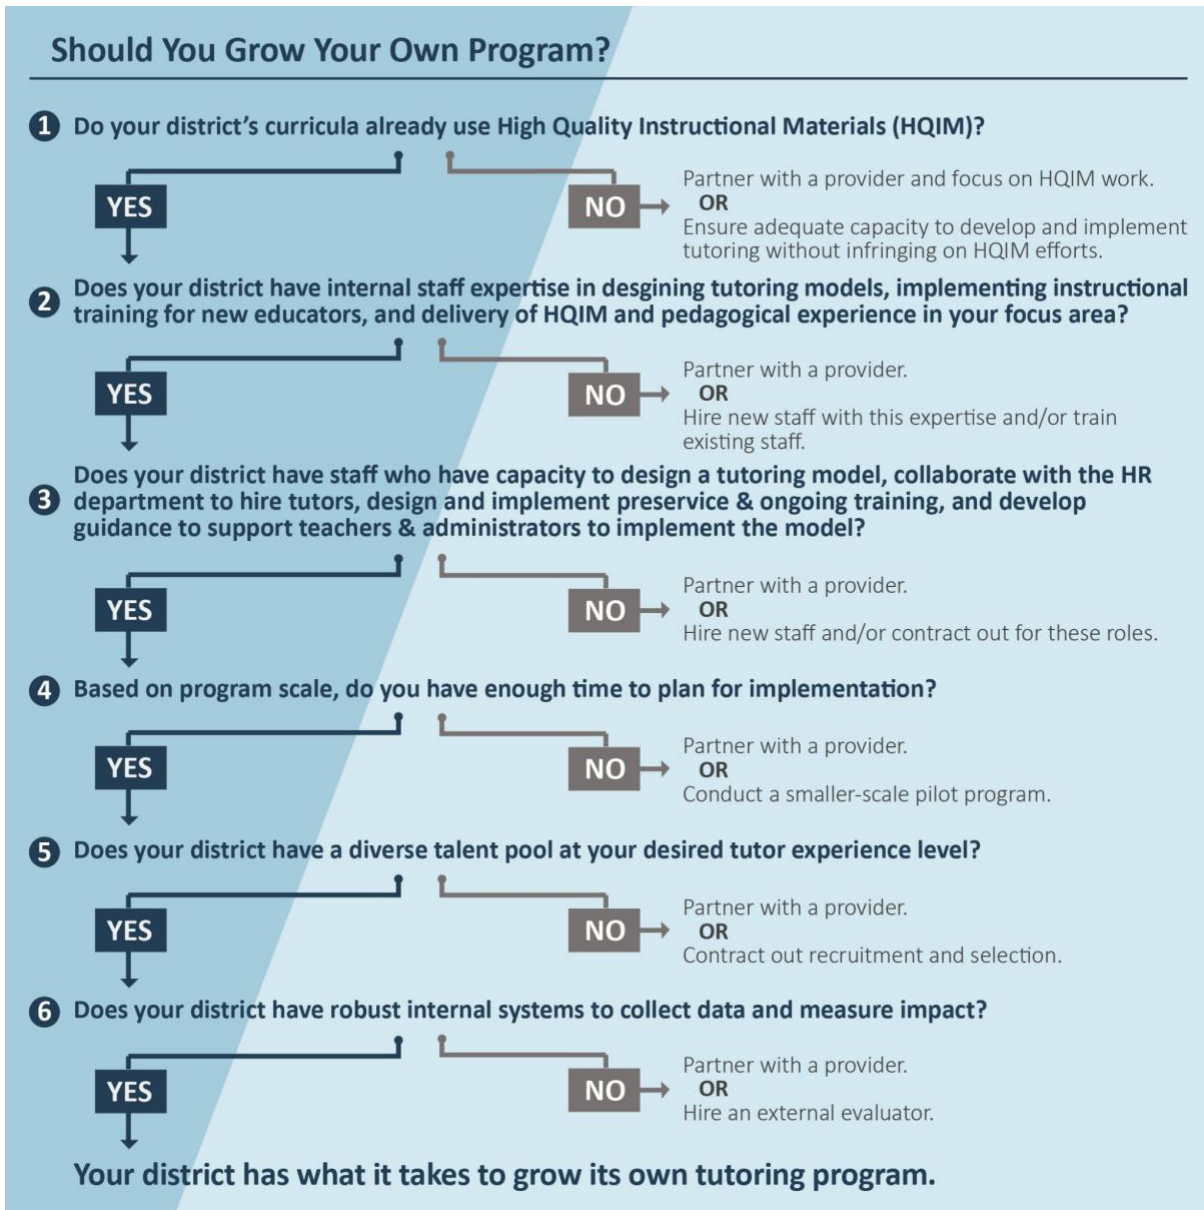 Should You Grow Your Own Program?
1 Do your district's curricula already use High Quality Instructional Materials (HQIM)?
YES
NO
Partner with a provider and focus on HQIM work.
OR
Ensure adequate capacity to develop and implement
tutoring without infringing on HQIM efforts.
2 Does your district have internal staff expertise in desgining tutoring models, implementing instructional
training for new educators, and delivery of HQIM and pedagogical experience in your focus area?
YES
NO
Partner with a provider.
OR
Hire new staff with this expertise and/or train
existing staff.
3 Does your district have staff who have capacity to design a tutoring model, collaborate with the HR
department to hire tutors, design and implement preservice & ongoing training, and develop
guidance to support teachers & administrators to implement the model?
YES
NO
Partner with a provider.
OR
Hire new staff and/or contract out for these roles.
4 Based on program scale, do you have enough time to plan for implementation?
YES
NO
Partner with a provider.
OR
Conduct a smaller-scale pilot program.
5 Does your district have a diverse talent pool at your desired tutor experience level?
YES
NO
Partner with a provider.
OR
Contract out recruitment and selection.
6 Does your district have robust internal systems to collect data and measure impact?
YES
NO
Partner with a provider.
OR
Hire an external evaluator.
Your district has what it takes to grow its own tutoring program.